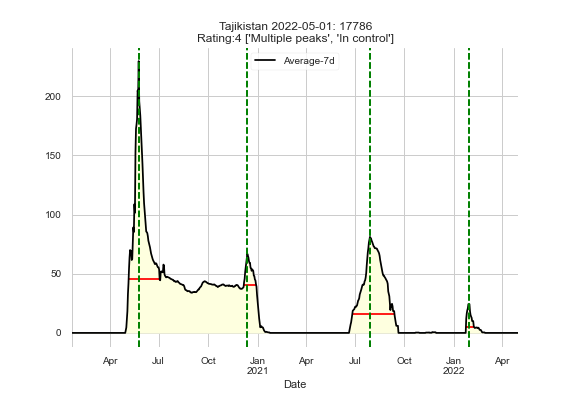 Tajikistan 2022-05-01: 17786
Rating:4 ['Multiple peaks', 'In control']
Average-7d
200
150
100
50
0
Apr Jul Oct Jan Apr Jul Oct Jan Apr
2021 2022
Date